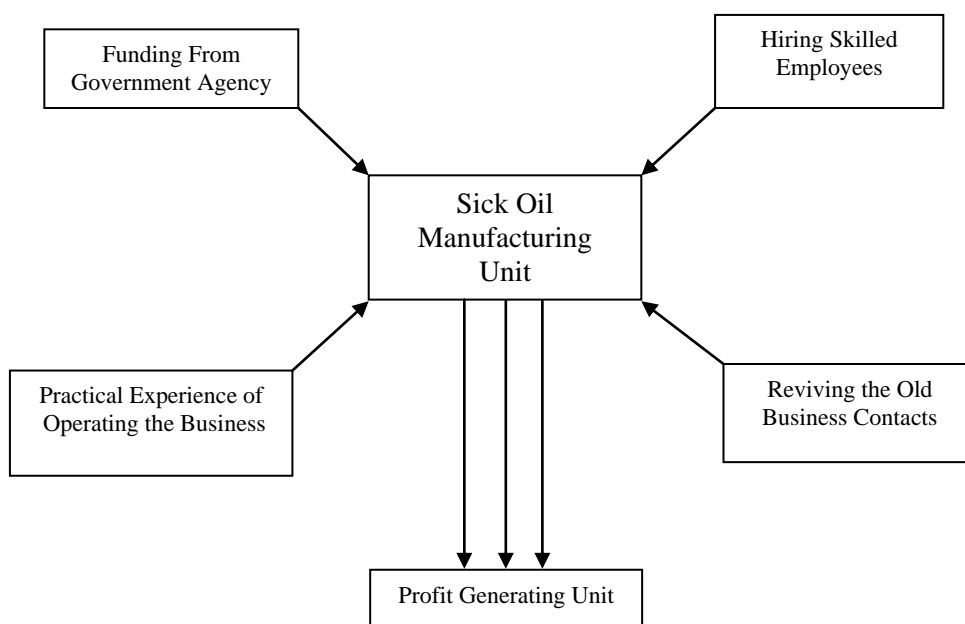 Funding From
Government Agency
Hiring Skilled
Employees
Sick Oil
Manufacturing
Unit
Practical Experience of
Operating the Business
Reviving the Old
Business Contacts
Profit Generating Unit